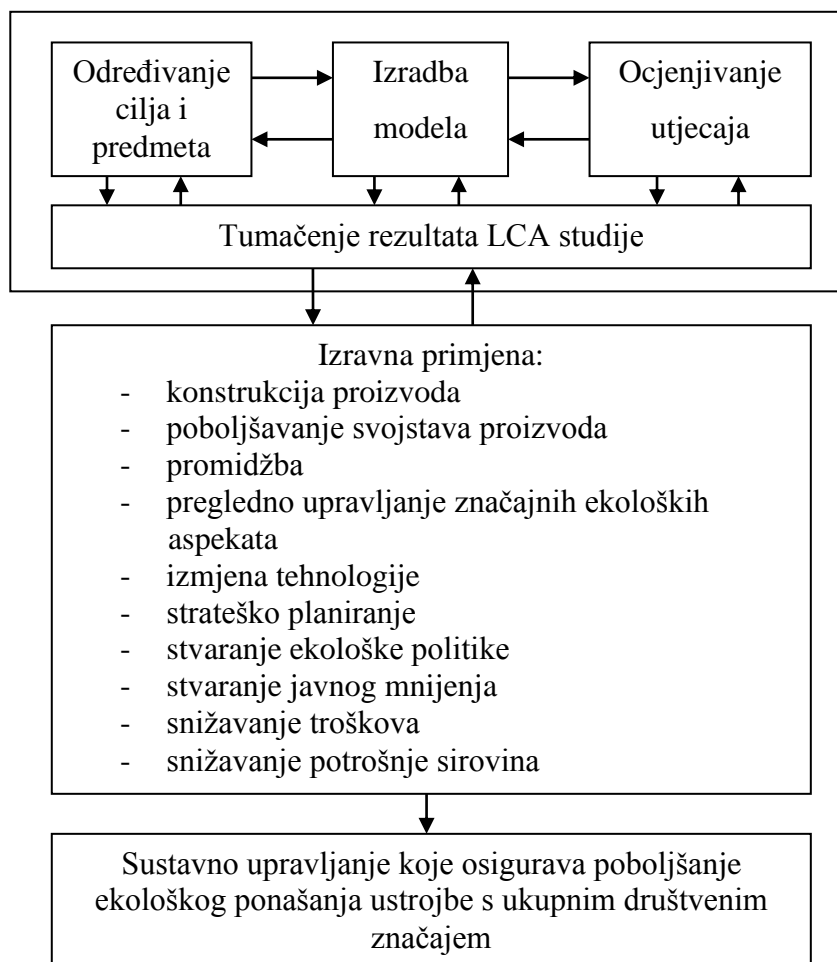 Određivanje
cilja i
predmeta
Izradba
modela
Ocjenjivanje
utjecaja
Tumačenje rezultata LCA studije
Izravna primjena:
- konstrukcija proizvoda
- poboljšavanje svojstava proizvoda
- promidžba
- pregledno upravljanje značajnih ekoloških
aspekata
- izmjena tehnologije
- strateško planiranje
- stvaranje ekološke politike
- stvaranje javnog mnijenja
- snižavanje troškova
- snižavanje potrošnje sirovina
Sustavno upravljanje koje osigurava poboljšanje
ekološkog ponašanja ustrojbe s ukupnim društvenim
značajem